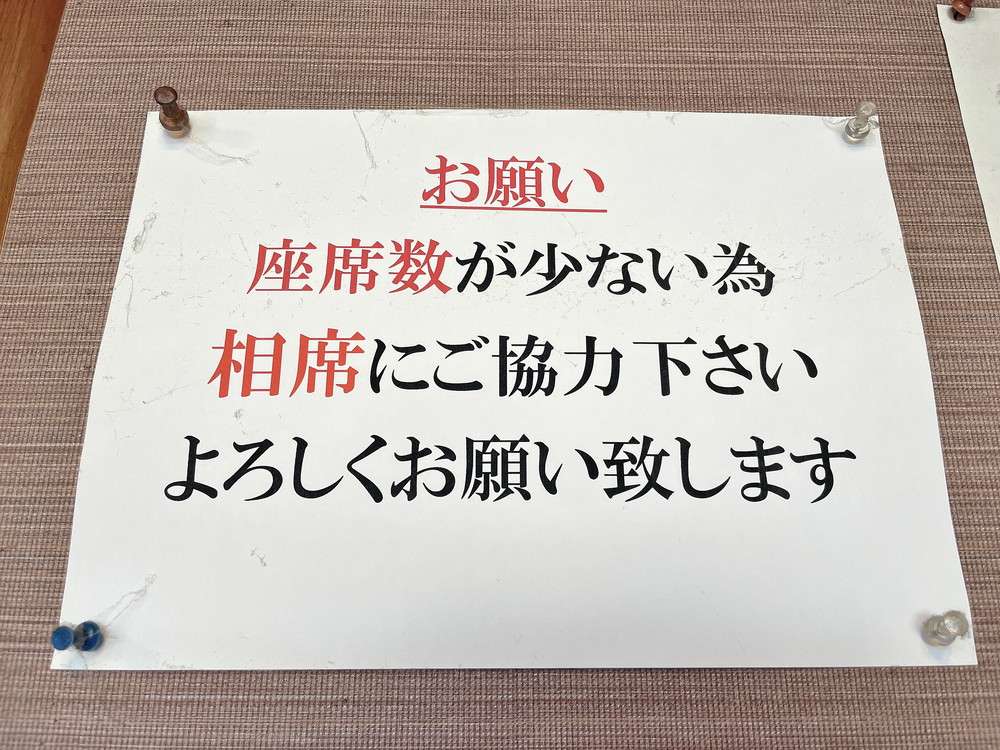 お願い
座席数が少ない為
相席にご協力下さい
よろしくお願い致します